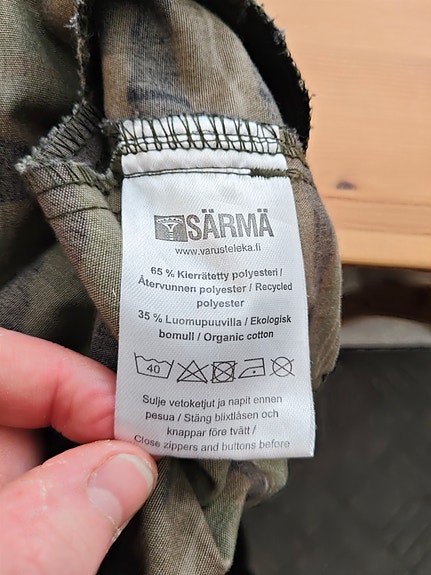 SÄRMÄ
www.varusteleka.fi
65 % Kierrätetty polyesteri /
Återvunnen polyester / Recycled
polyester
35 % Luomupuuvilla / Ekologisk
bomull / Organic cotton
40
Sulje vetoketjut ja napit ennen
pesua / Stäng blixtlåsen och
knappar före tvätt /
Close zippers and buttons before